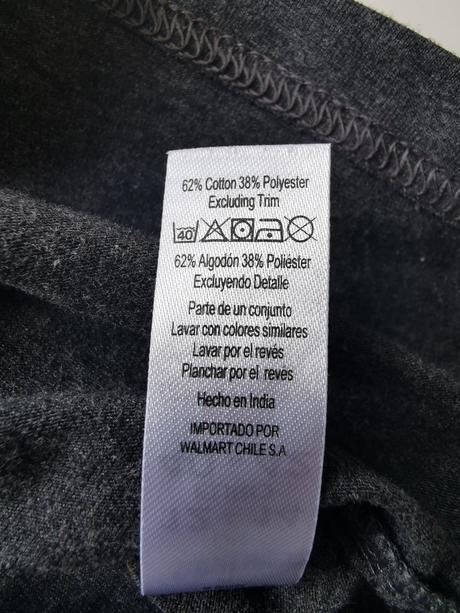 62% Cotton 38% Polyester
Excluding Trim
40
62% Algodón 38% Poliéster
Excluyendo Detalle
Parte de un conjunto
Lavar con colores similares
Lavar por el revés
Planchar por el revés
Hecho en India
IMPORTADO POR
WALMART CHILE S.A